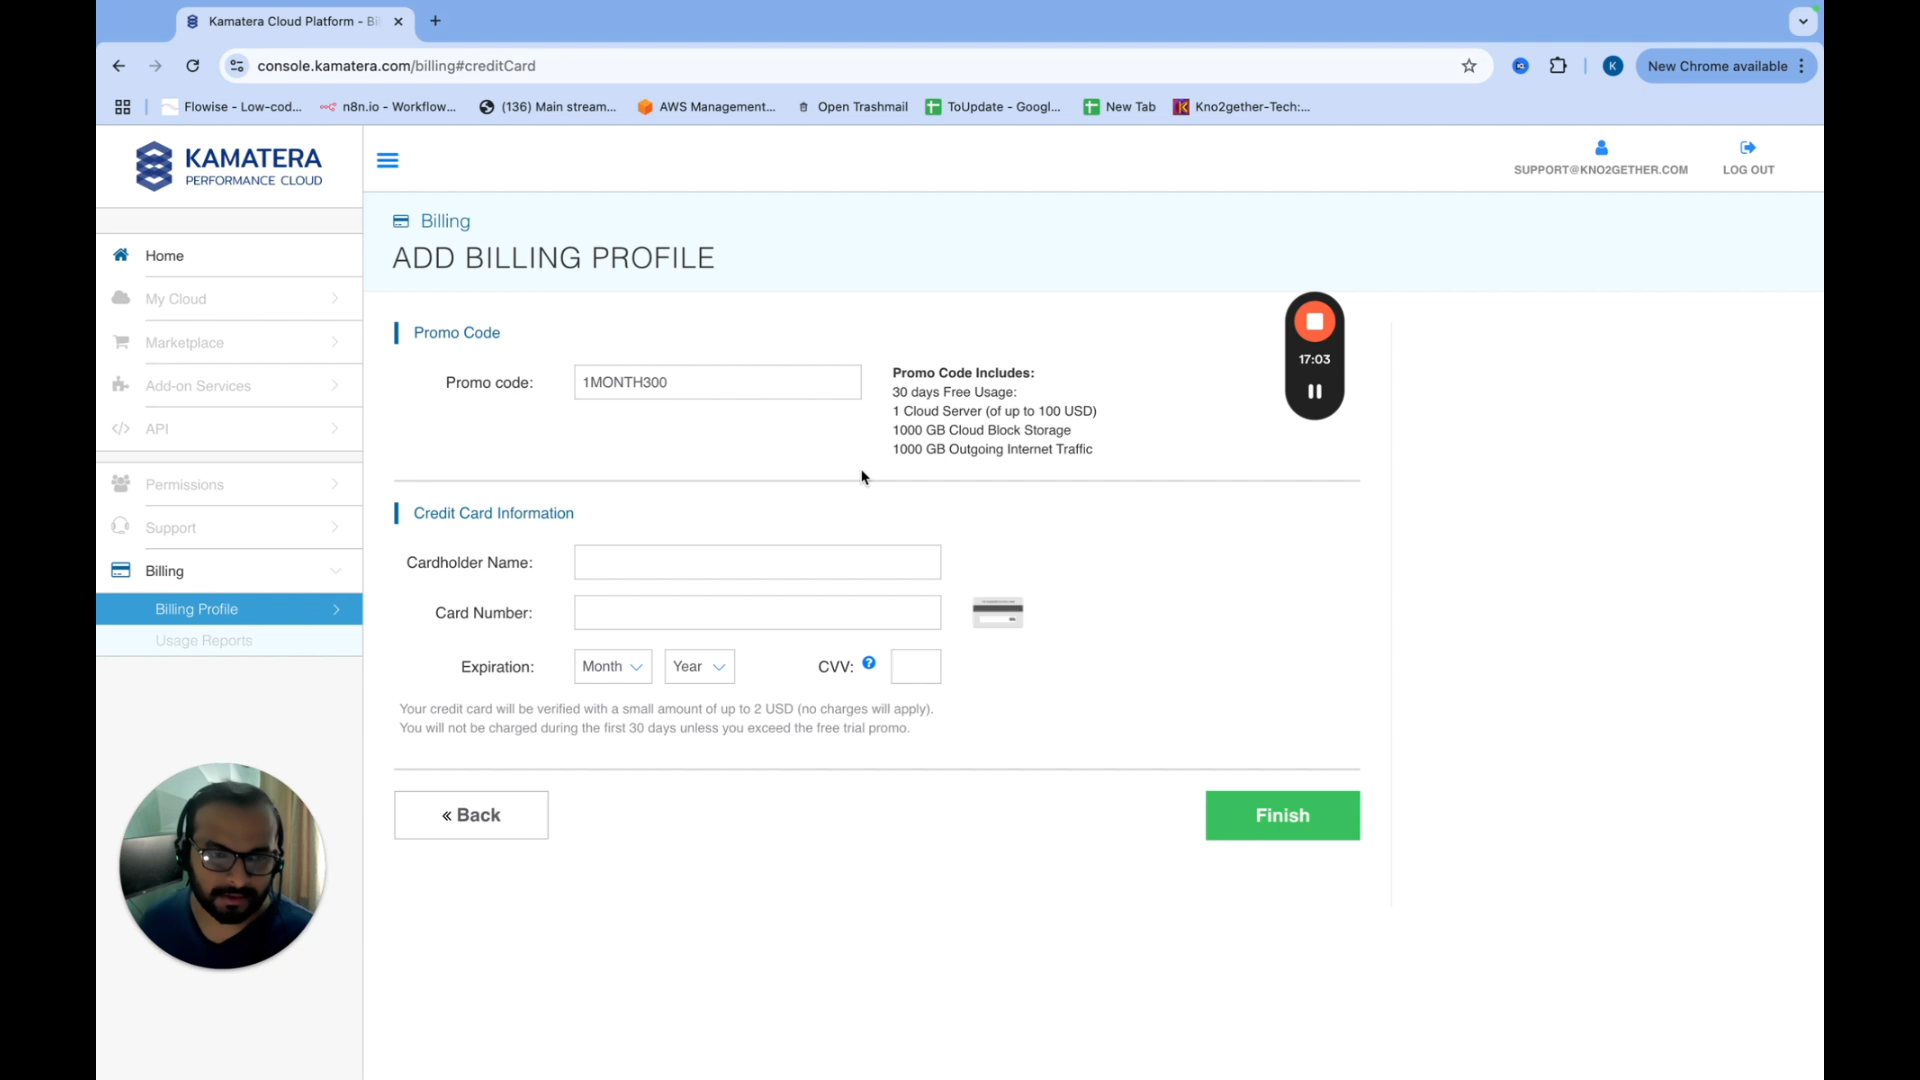 Kamatera Cloud Platform - Bi
console.kamatera.com/billing#creditCard
K
New Chrome available
Flowise - Low-cod...
n8n.io - Workflow...
(136) Main stream...
AWS Management...
Open Trashmail
ToUpdate - Googl...
New Tab
Kno2gether-Tech:...
KAMATERA
PERFORMANCE CLOUD
SUPPORT@KNO2GETHER.COM
LOG OUT
Billing
ADD BILLING PROFILE
Home
My Cloud
Marketplace
Add-on Services
API
Permissions
Support
Billing
Billing Profile
Usage Reports
Promo Code
Promo code:
1MONTH300
Promo Code Includes:
30 days Free Usage:
1 Cloud Server (of up to 100 USD)
1000 GB Cloud Block Storage
1000 GB Outgoing Internet Traffic
17:03
Credit Card Information
Cardholder Name:
Card Number:
Expiration:
Month
Year
CVV:
?
Your credit card will be verified with a small amount of up to 2 USD (no charges will apply).
You will not be charged during the first 30 days unless you exceed the free trial promo.
« Back
Finish